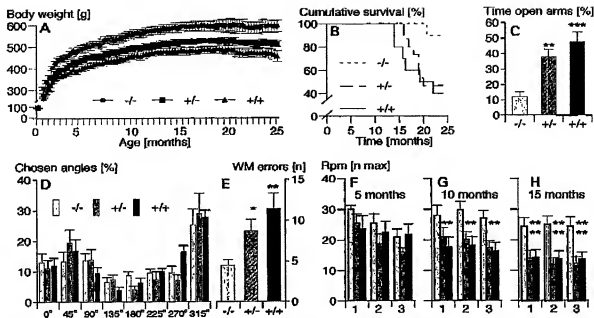 Body weight [g]
A
600
500
400
300
200
100
0
0 5 10 15 20 25
Age [months]
-/- +/- +/+
Cumulative survival [%]
B
100
80
60
40
0
0 5 10 15 20 25
Time [months]
-/-
+/-
+/+
Time open arms [%]
C
60
50
40
30
20
10
0
** ***
-/- +/- +/+
Chosen angles [%]
D
40
30
20
10
0
-/- +/- +/+
0° 45° 90° 135° 180° 225° 270° 315°
WM errors [n]
E
15
10
5
0
* **
-/- +/- +/+
Rpm [n max]
F
5 months
40
30
20
10
0
1 2 3
G
10 months
** ** **
1 2 3
H
15 months
** ** **
** ** **
1 2 3